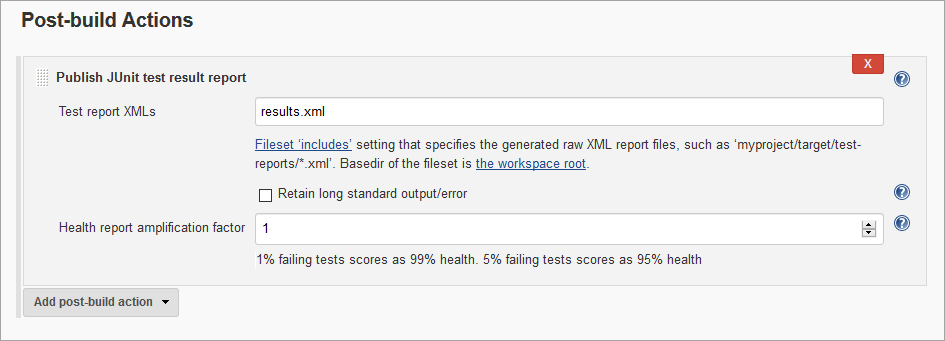 Post-build Actions
X
Publish JUnit test result report
?
Test report XMLs
results.xml
Fileset ‘includes’ setting that specifies the generated raw XML report files, such as ‘myproject/target/test-
reports/*.xml’. Basedir of the fileset is the workspace root.
Retain long standard output/error
?
Health report amplification factor
1
?
1% failing tests scores as 99% health. 5% failing tests scores as 95% health
Add post-build action